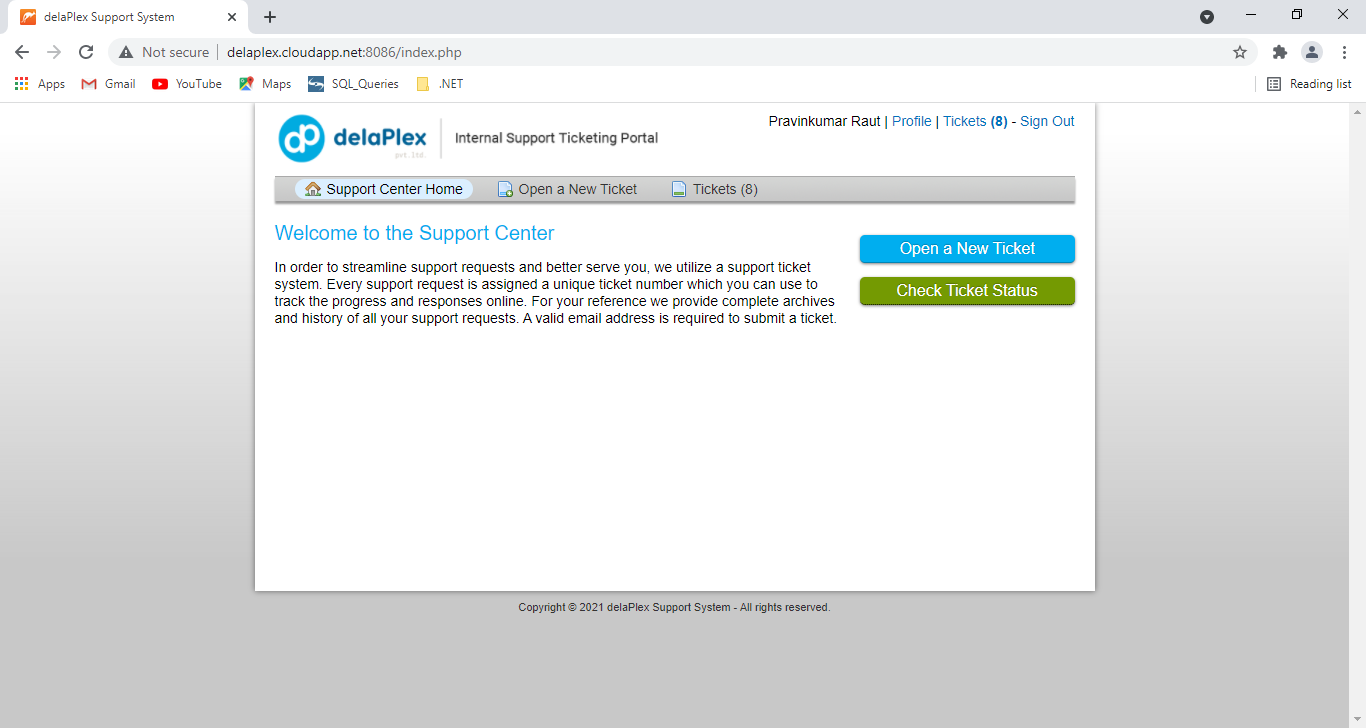 delaPlex Support System
Not secure | delaplex.cloudapp.net:8086/index.php
Apps Gmail YouTube Maps SQL_Queries .NET Reading list
Pravinkumar Raut | Profile | Tickets (8) - Sign Out
dp delaPlex Internal Support Ticketing Portal
pvt.ltd.
Support Center Home Open a New Ticket Tickets (8)
Welcome to the Support Center
Open a New Ticket
In order to streamline support requests and better serve you, we utilize a support ticket
system. Every support request is assigned a unique ticket number which you can use to
track the progress and responses online. For your reference we provide complete archives
and history of all your support requests. A valid email address is required to submit a ticket.
Check Ticket Status
Copyright © 2021 delaPlex Support System - All rights reserved.